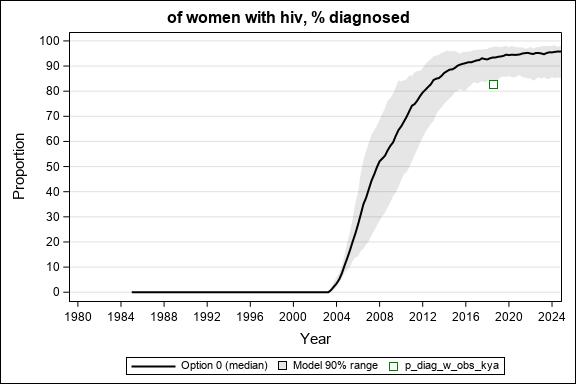 of women with hiv, % diagnosed
100
90
80
70
60
50
40
30
20
10
0
Proportion
1980 1984 1988 1992 1996 2000 2004 2008 2012 2016 2020 2024
Year
Option 0 (median) Model 90% range p_diag_w_obs_kya